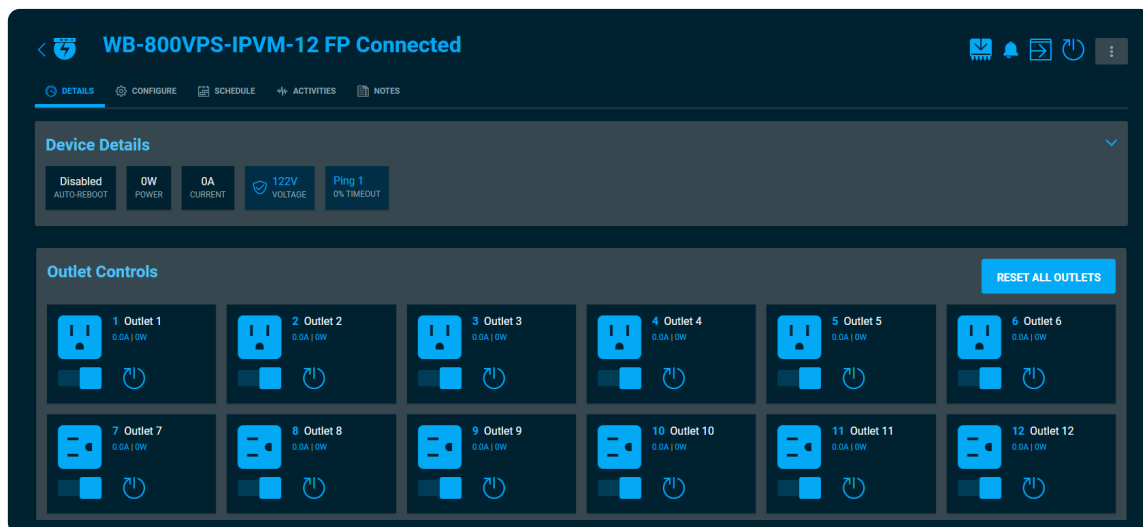 WB-800VPS-IPVM-12 FP Connected
DETAILS CONFIGURE SCHEDULE ACTIVITIES NOTES
Device Details
Disabled 0W 0A 122V Ping 1
AUTO-REBOOT POWER CURRENT VOLTAGE 0% TIMEOUT
Outlet Controls
RESET ALL OUTLETS
1 Outlet 1 2 Outlet 2 3 Outlet 3 4 Outlet 4 5 Outlet 5 6 Outlet 6
0.0A | 0W 0.0A | 0W 0.0A | 0W 0.0A | 0W 0.0A | 0W 0.0A | 0W
7 Outlet 7 8 Outlet 8 9 Outlet 9 10 Outlet 10 11 Outlet 11 12 Outlet 12
0.0A | 0W 0.0A | 0W 0.0A | 0W 0.0A | 0W 0.0A | 0W 0.0A | 0W